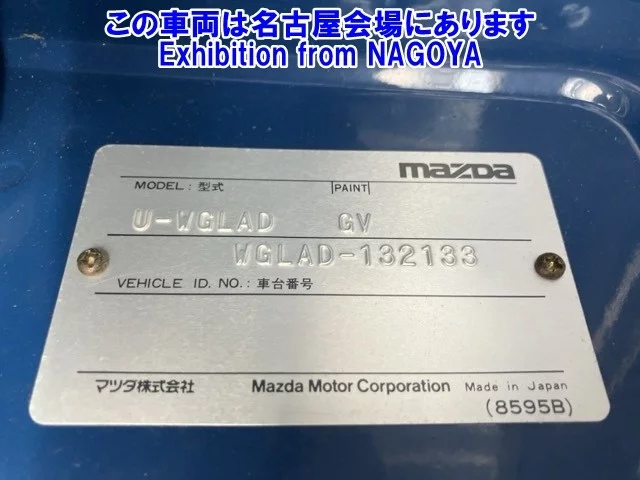 この車両は名古屋会場にあります
Exhibition from NAGOYA
mazda
MODEL: 型式 PAINT
U-WGLAD GV
WGLAD-132133
VEHICLE ID. NO.: 車台番号
マツダ株式会社 Mazda Motor Corporation Made in Japan
(8595B)